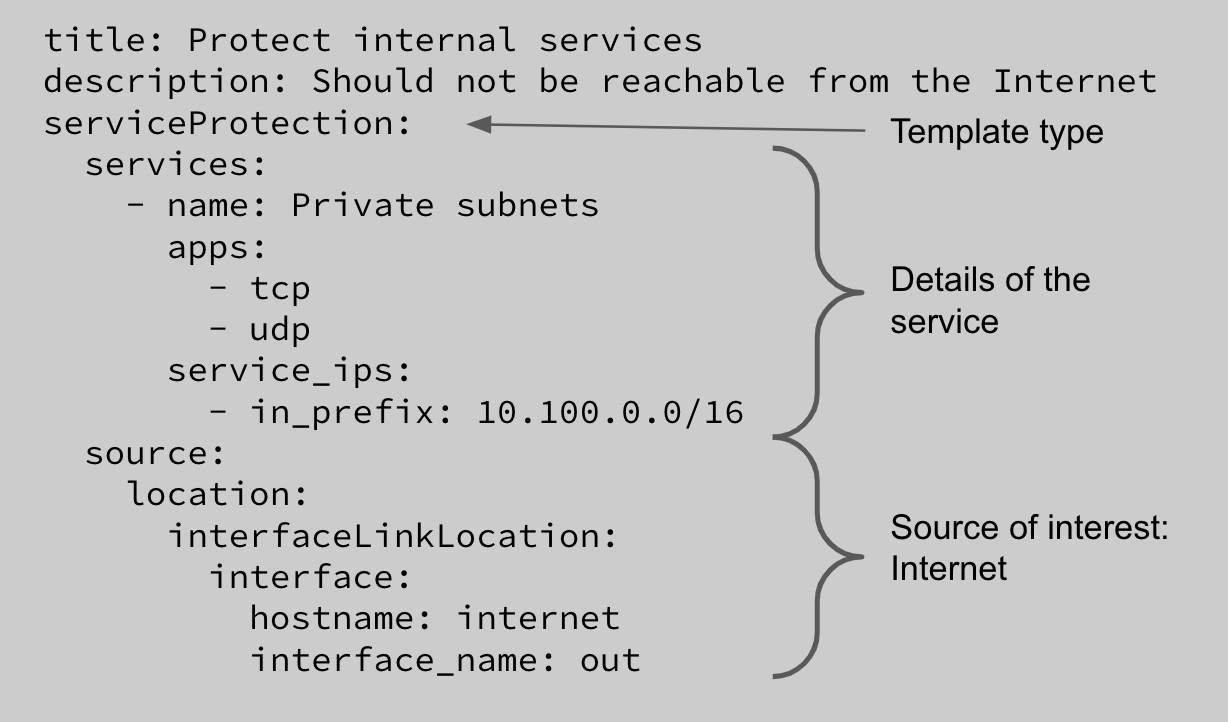 title: Protect internal services
description: Should not be reachable from the Internet
serviceProtection:
Template type
  services:
    - name: Private subnets
      apps:
        - tcp
        - udp
      service_ips:
        - in_prefix: 10.100.0.0/16
Details of the
service
  source:
    location:
      interfaceLinkLocation:
        interface:
          hostname: internet
          interface_name: out
Source of interest:
Internet